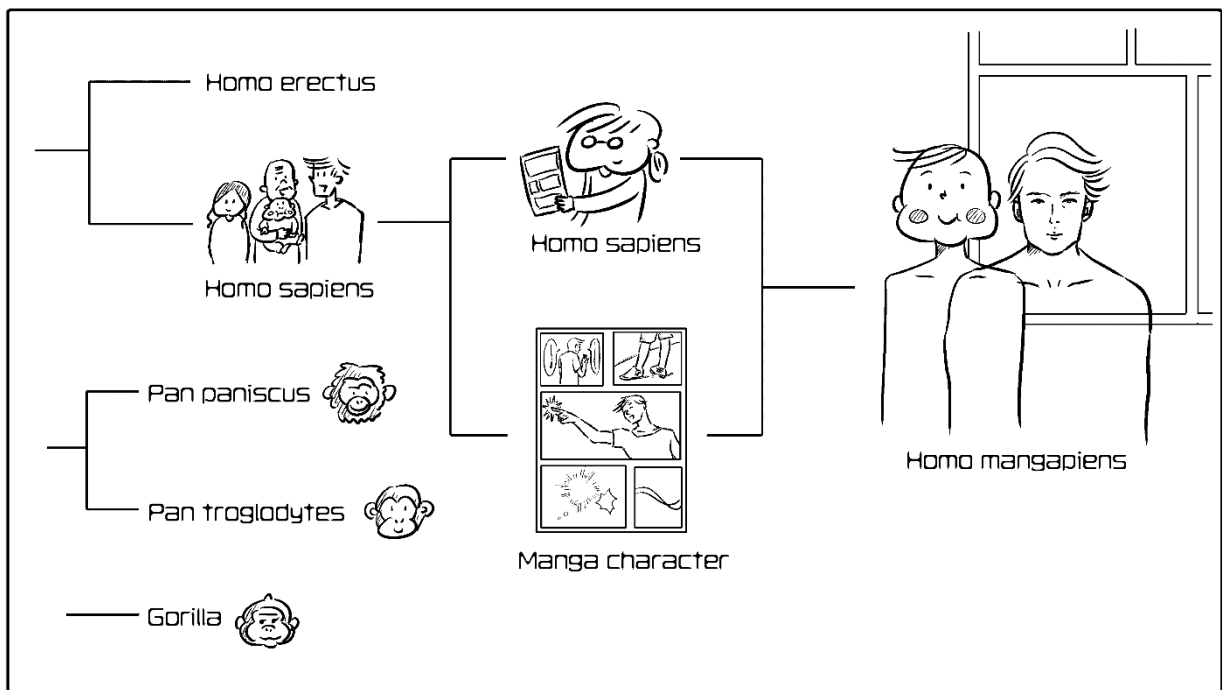 Homo erectus
Homo sapiens
Pan paniscus
Pan troglodytes
Gorilla
Homo sapiens
Manga character
Homo mangapiens